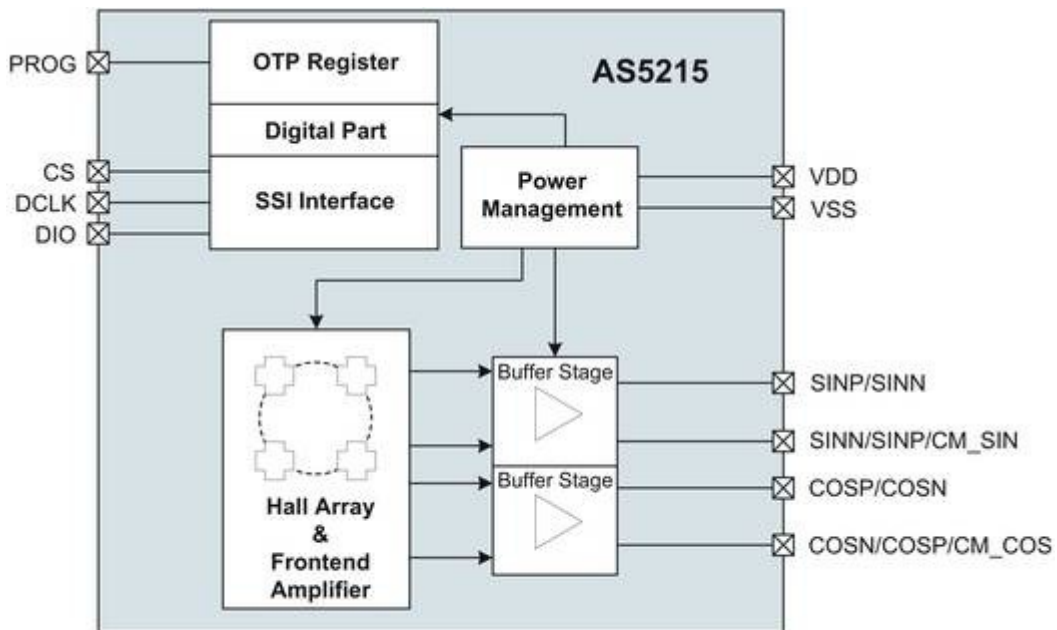 PROG
CS
DCLK
DIO
OTP Register
Digital Part
SSI Interface
AS5215
Power
Management
VDD
VSS
Hall Array
&
Frontend
Amplifier
Buffer Stage
Buffer Stage
SINP/SINN
SINN/SINP/CM_SIN
COSP/COSN
COSN/COSP/CM_COS